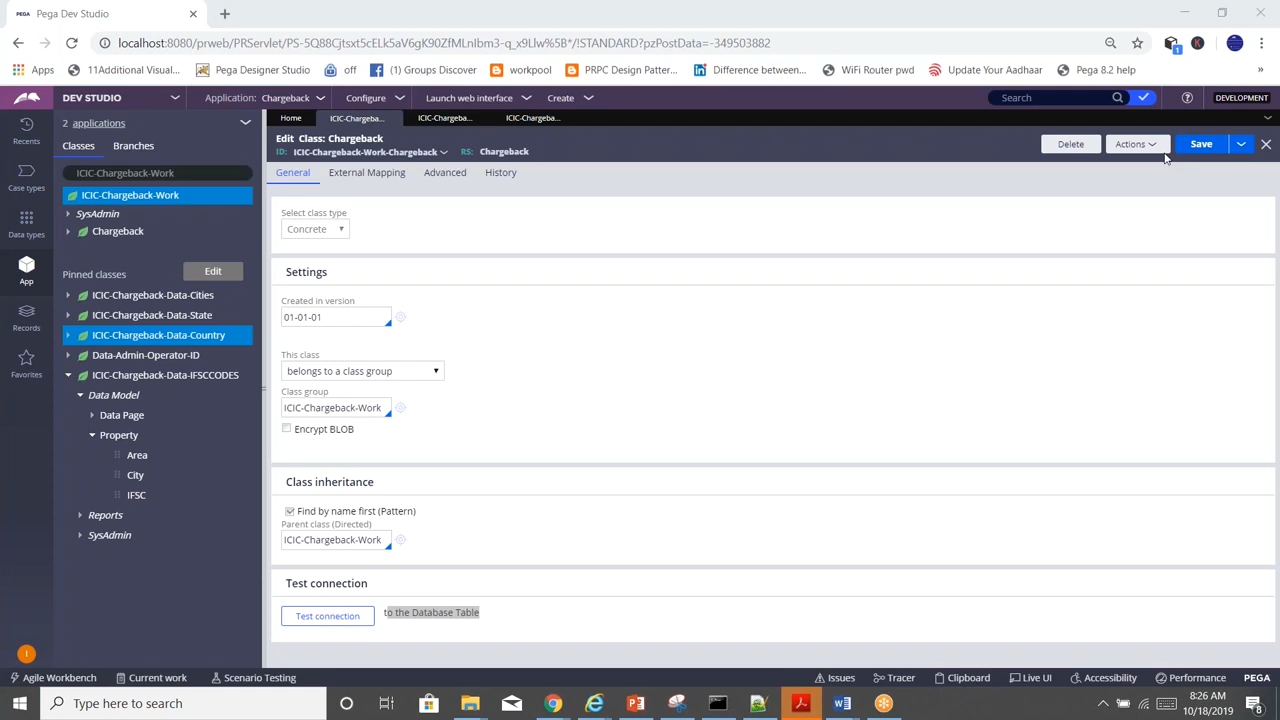 PEGA Pega Dev Studio
localhost:8080/prweb/PRServlet/PS-5Q88Cjtsxt5cELk5aV6gK90ZfMLnIbm3-q_x9Llw%5B*/!STANDARD?pzPostData=-349503882
1
Apps 11Additional Visual... Pega Designer Studio off (1) Groups Discover workpool PRPC Design Patter... Difference between... WiFi Router pwd Update Your Aadhaar Pega 8.2 help »
DEV STUDIO Application: Chargeback Configure Launch web interface Create Search DEVELOPMENT
Recents
Case types
Data types
App
Records
Favorites
I
2 applications
Classes Branches
ICIC-Chargeback-Work
ICIC-Chargeback-Work
SysAdmin
Chargeback
Pinned classes Edit
ICIC-Chargeback-Data-Cities
ICIC-Chargeback-Data-State
ICIC-Chargeback-Data-Country
Data-Admin-Operator-ID
ICIC-Chargeback-Data-IFSCCODES
Data Model
Data Page
Property
Area
City
IFSC
Reports
SysAdmin
Home ICIC-Chargeba... ICIC-Chargeba... ICIC-Chargeba...
Edit Class: Chargeback
ID: ICIC-Chargeback-Work-Chargeback RS: Chargeback
Delete Actions Save
General External Mapping Advanced History
Select class type
Concrete
Settings
Created in version
01-01-01
This class
belongs to a class group
Class group
ICIC-Chargeback-Work
Encrypt BLOB
Class inheritance
Find by name first (Pattern)
Parent class (Directed)
ICIC-Chargeback-Work
Test connection
Test connection to the Database Table
Agile Workbench Current work Scenario Testing Issues Tracer Clipboard Live UI Accessibility Performance PEGA
Type here to search
8:26 AM
10/18/2019
8